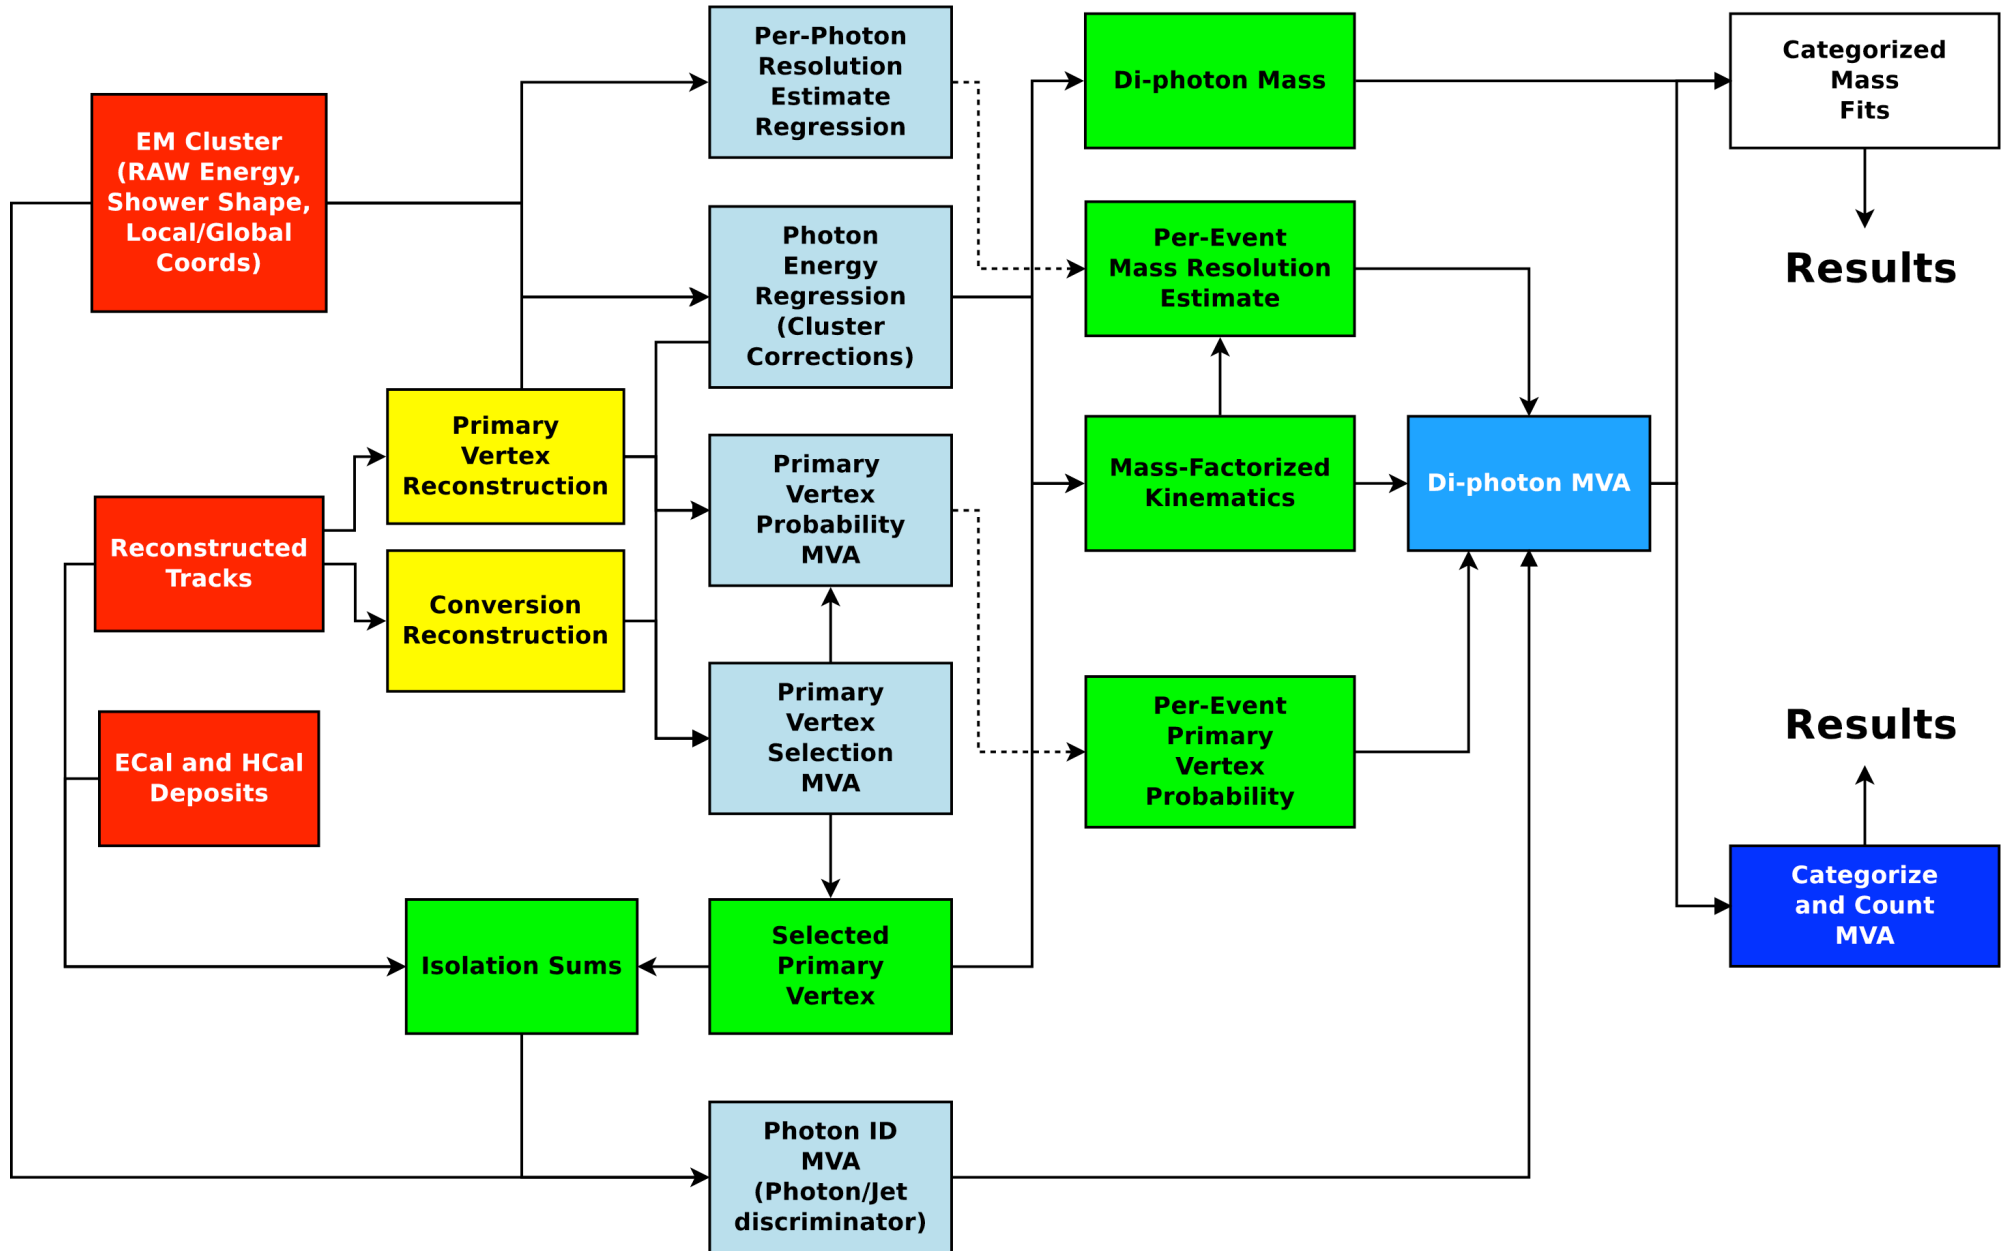 Per-Photon
Resolution
Estimate
Regression
Di-photon Mass
Categorized
Mass
Fits
EM Cluster
(RAW Energy,
Shower Shape,
Local/Global
Coords)
Photon
Energy
Regression
(Cluster
Corrections)
Per-Event
Mass Resolution
Estimate
Results
Primary
Vertex
Reconstruction
Primary
Vertex
Probability
MVA
Mass-Factorized
Kinematics
Di-photon MVA
Reconstructed
Tracks
Conversion
Reconstruction
Primary
Vertex
Selection
MVA
Per-Event
Primary
Vertex
Probability
Results
ECal and HCal
Deposits
Categorize
and Count
MVA
Isolation Sums
Selected
Primary
Vertex
Photon ID
MVA
(Photon/Jet
discriminator)